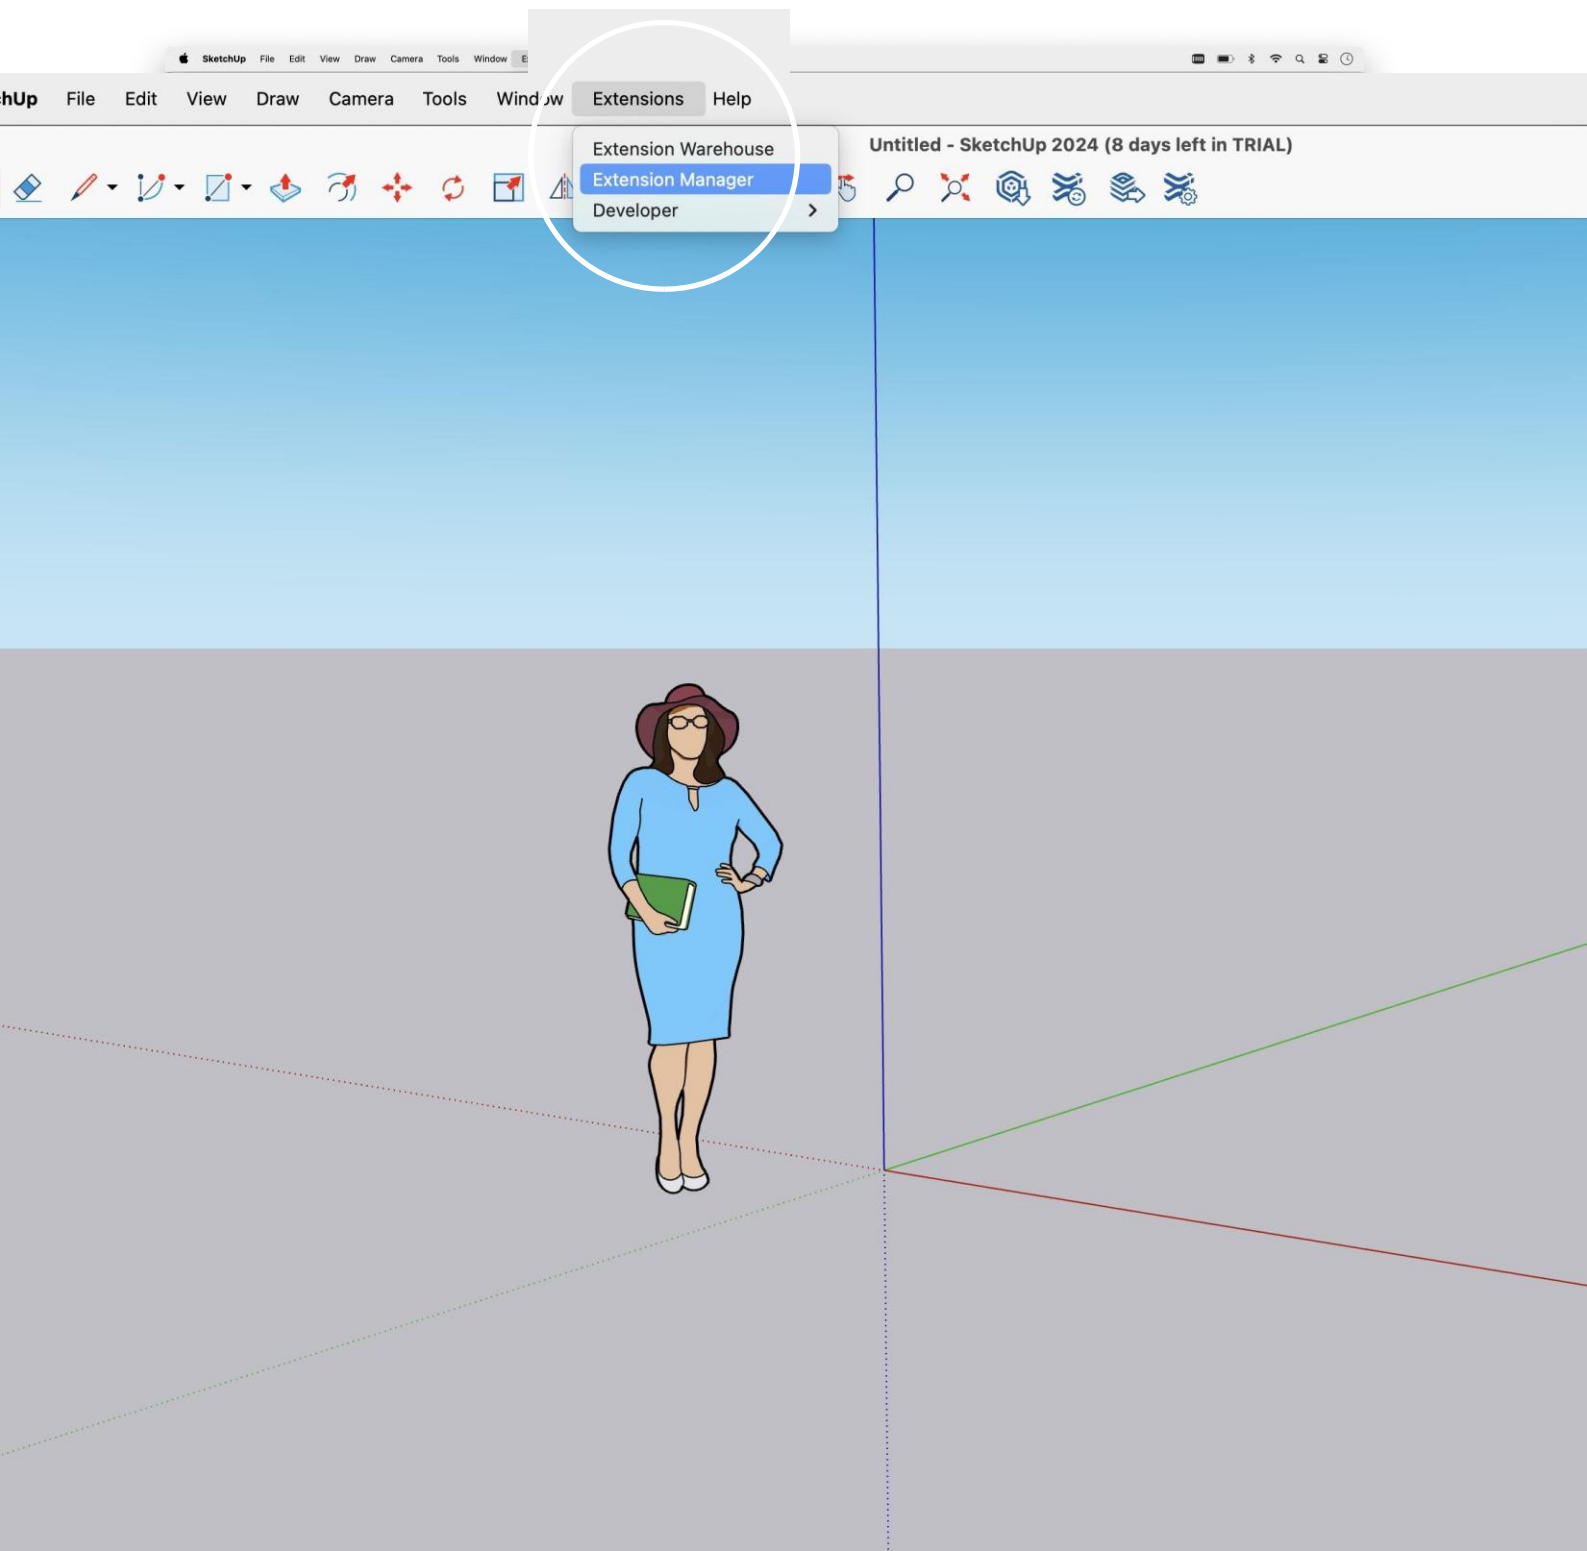 SketchUp File Edit View Draw Camera Tools Window
hUp File Edit View Draw Camera Tools Window Extensions Help
Extension Warehouse
Untitled - SketchUp 2024 (8 days left in TRIAL)
Extension Manager
Developer